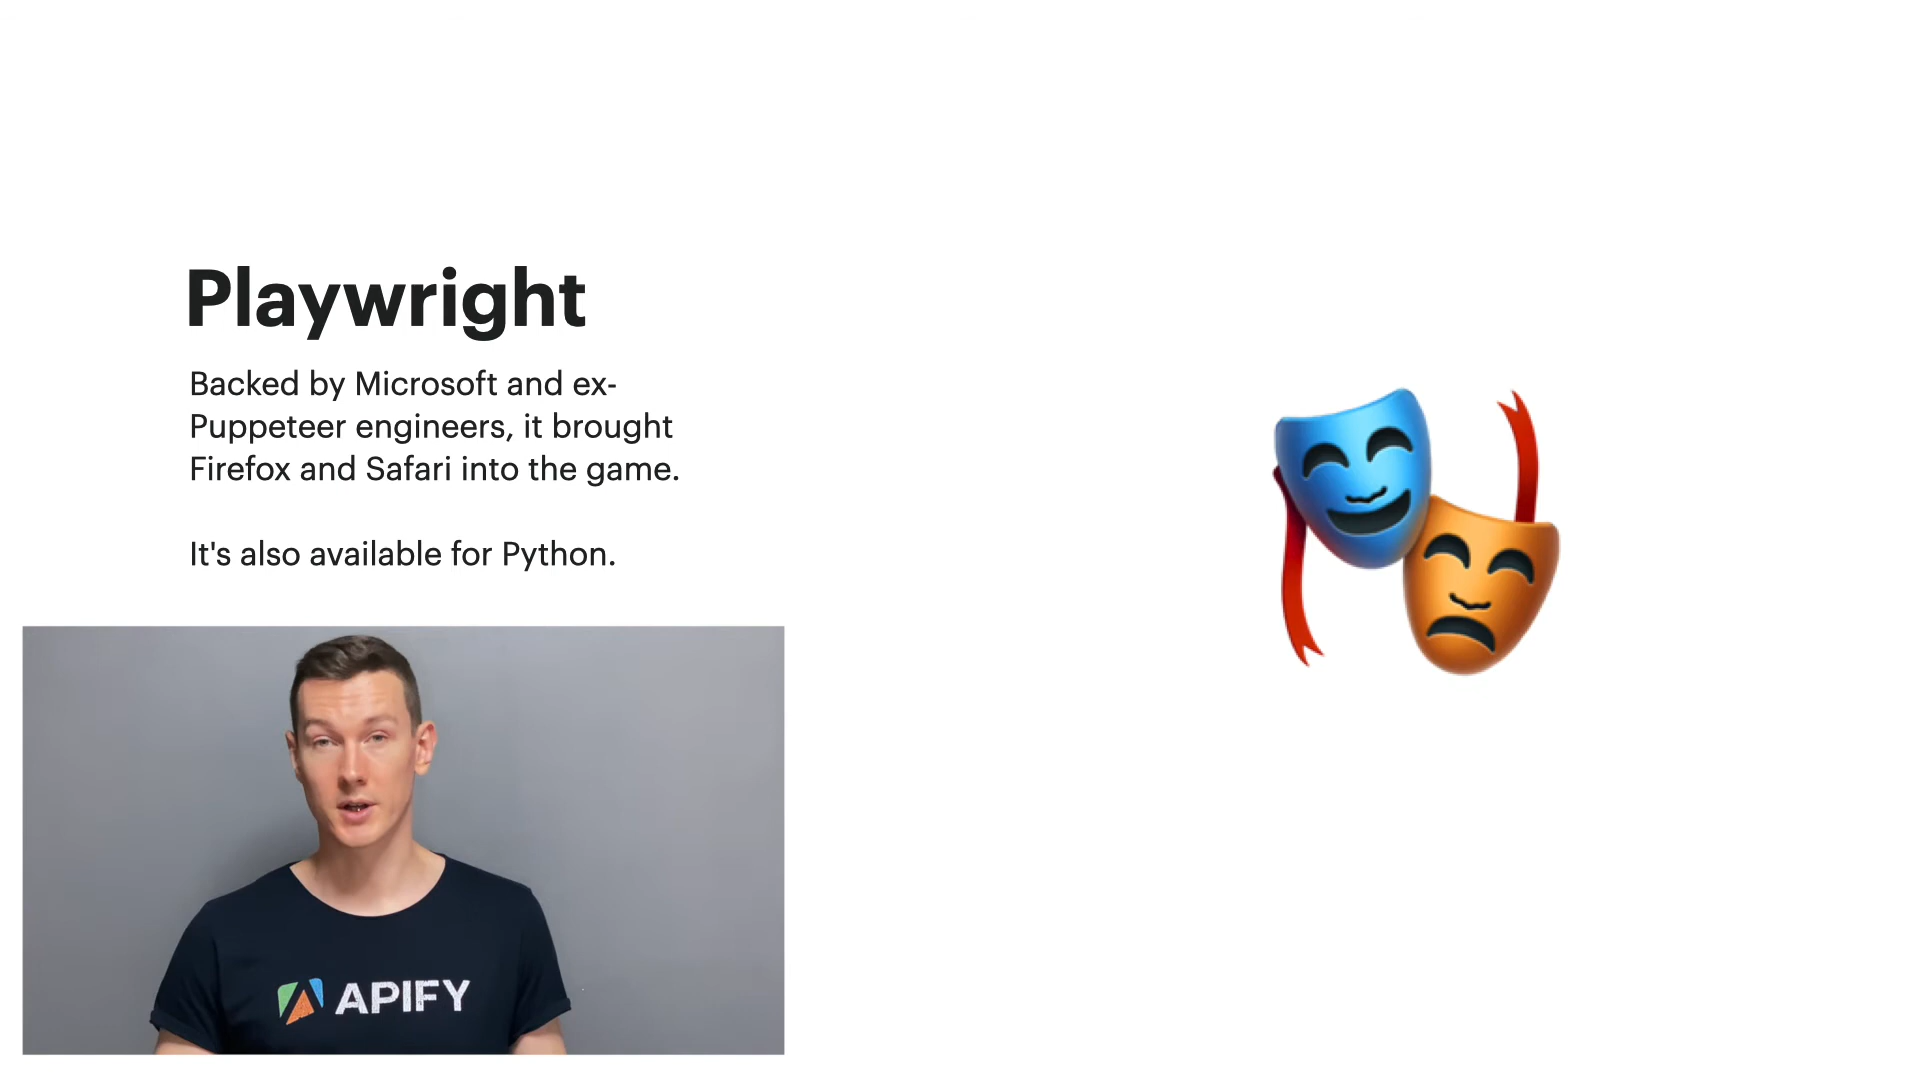 Playwright
Backed by Microsoft and ex-
Puppeteer engineers, it brought
Firefox and Safari into the game.
It's also available for Python.
APIFY